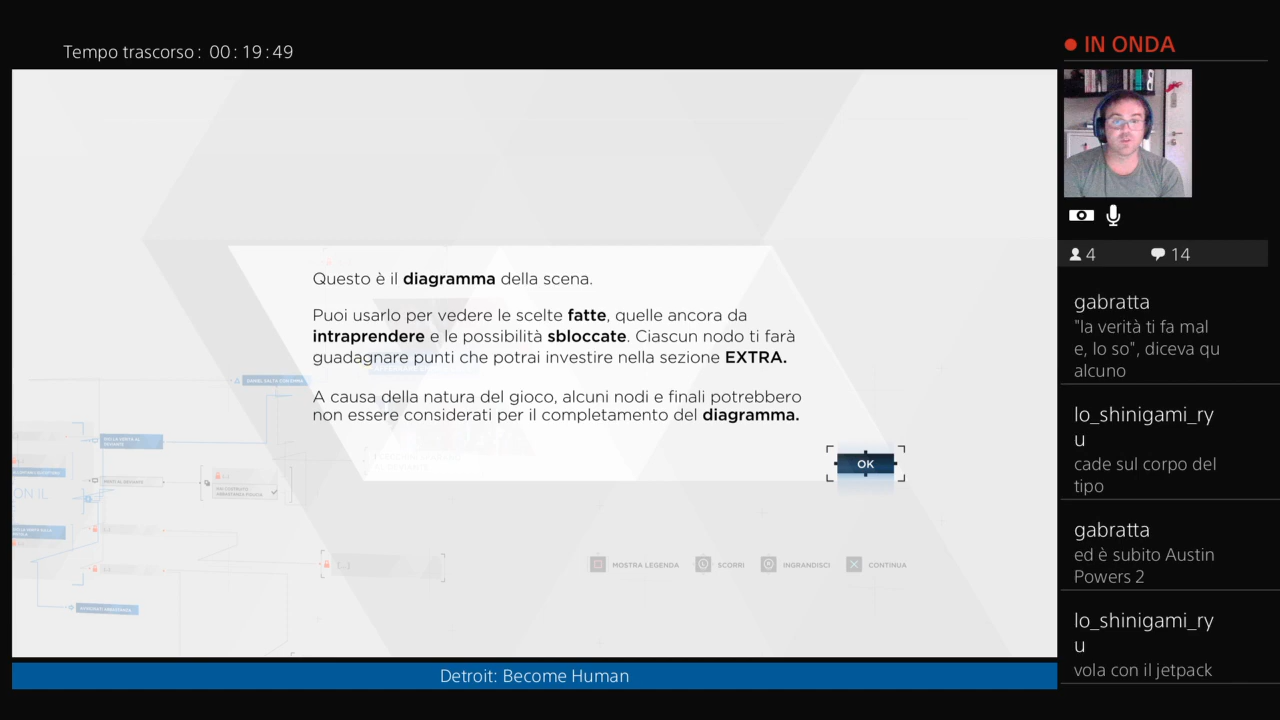 Tempo trascorso: 00:19:49
IN ONDA
Questo è il diagramma della scena.
Puoi usarlo per vedere le scelte fatte, quelle ancora da
intraprendere e le possibilità sbloccate. Ciascun nodo ti farà
guadagnare punti che potrai investire nella sezione EXTRA.
A causa della natura del gioco, alcuni nodi e finali potrebbero
non essere considerati per il completamento del diagramma.
OK
MOSTRA LEGENDA
SCORRI
INGRANDISCI
CONTINUA
Detroit: Become Human
4
14
gabratta
"la verità ti fa mal
e, lo so", diceva qu
alcuno
lo_shinigami_ry
u
cade sul corpo del
tipo
gabratta
ed è subito Austin
Powers 2
lo_shinigami_ry
u
vola con il jetpack